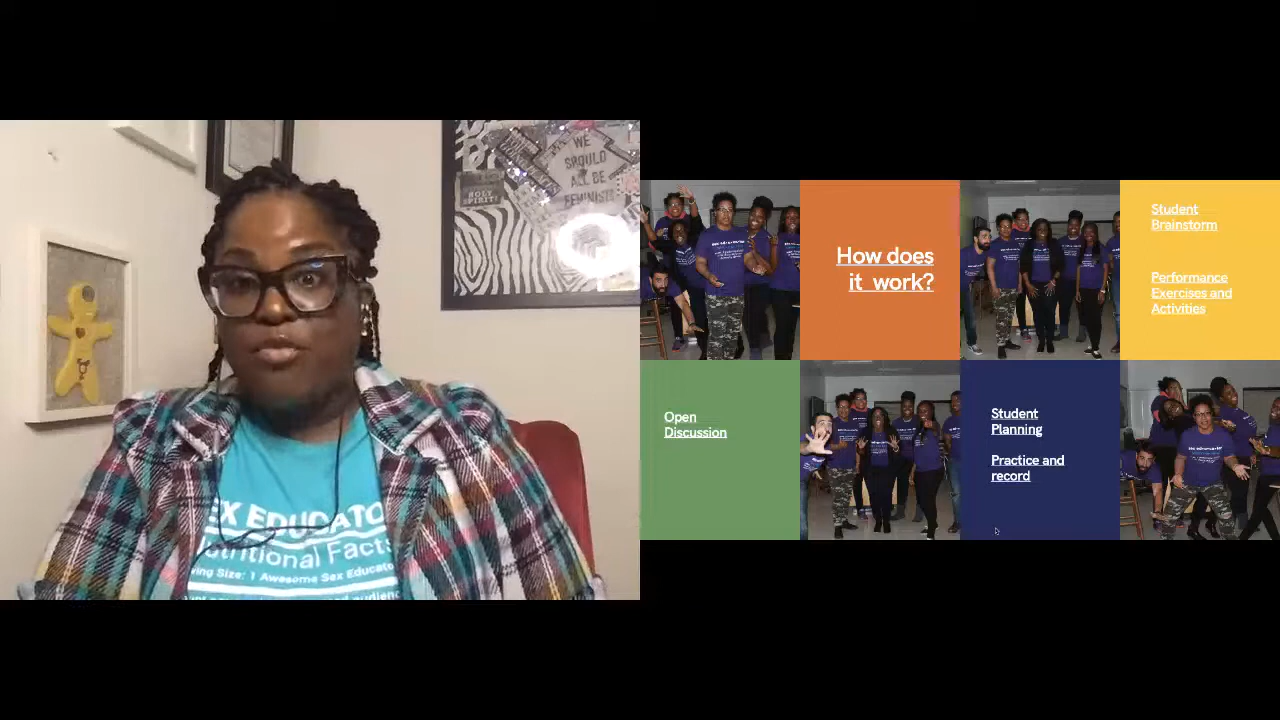 WE
SHOULD
ALL BE
FEMINISTS
HOLY
SPIRIT!
EX EDUCATO
utritional Facts
ving Size: 1 Awesome Sex Educato
How does
it work?
Student
Brainstorm
Performance
Exercises and
Activities
Open
Discussion
Student
Planning
Practice and
record